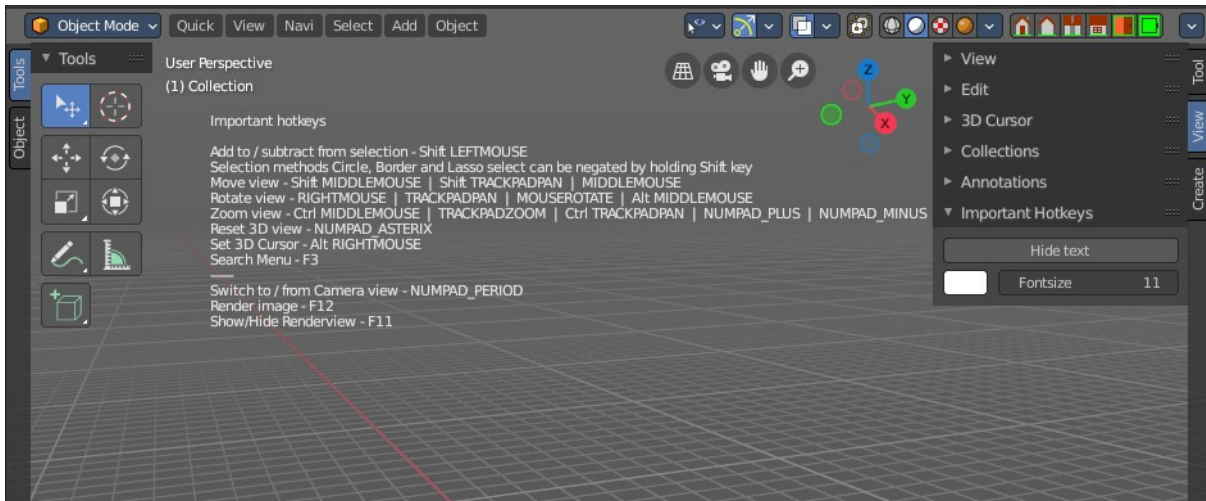 Object Mode Quick View Navi Select Add Object
Tools
Object
Tools
User Perspective
(1) Collection
Important hotkeys
Add to / subtract from selection - Shift LEFTMOUSE
Selection methods Circle, Border and Lasso select can be negated by holding Shift key
Move view - Shift MIDDLEMOUSE | Shift TRACKPADPAN | MIDDLEMOUSE
Rotate view - RIGHTMOUSE | TRACKPADPAN | MOUSEROTATE | Alt MIDDLEMOUSE
Zoom view - Ctrl MIDDLEMOUSE | TRACKPADZOOM | Ctrl TRACKPADPAN | NUMPAD_PLUS | NUMPAD_MINUS
Reset 3D view - NUMPAD_ASTERIX
Set 3D Cursor - Alt RIGHTMOUSE
Search Menu - F3
Switch to / from Camera view - NUMPAD_PERIOD
Render image - F12
Show/Hide Renderview - F11
Z
Y
X
View
Edit
3D Cursor
Collections
Annotations
Important Hotkeys
Hide text
Fontsize 11
Tool
View
Create